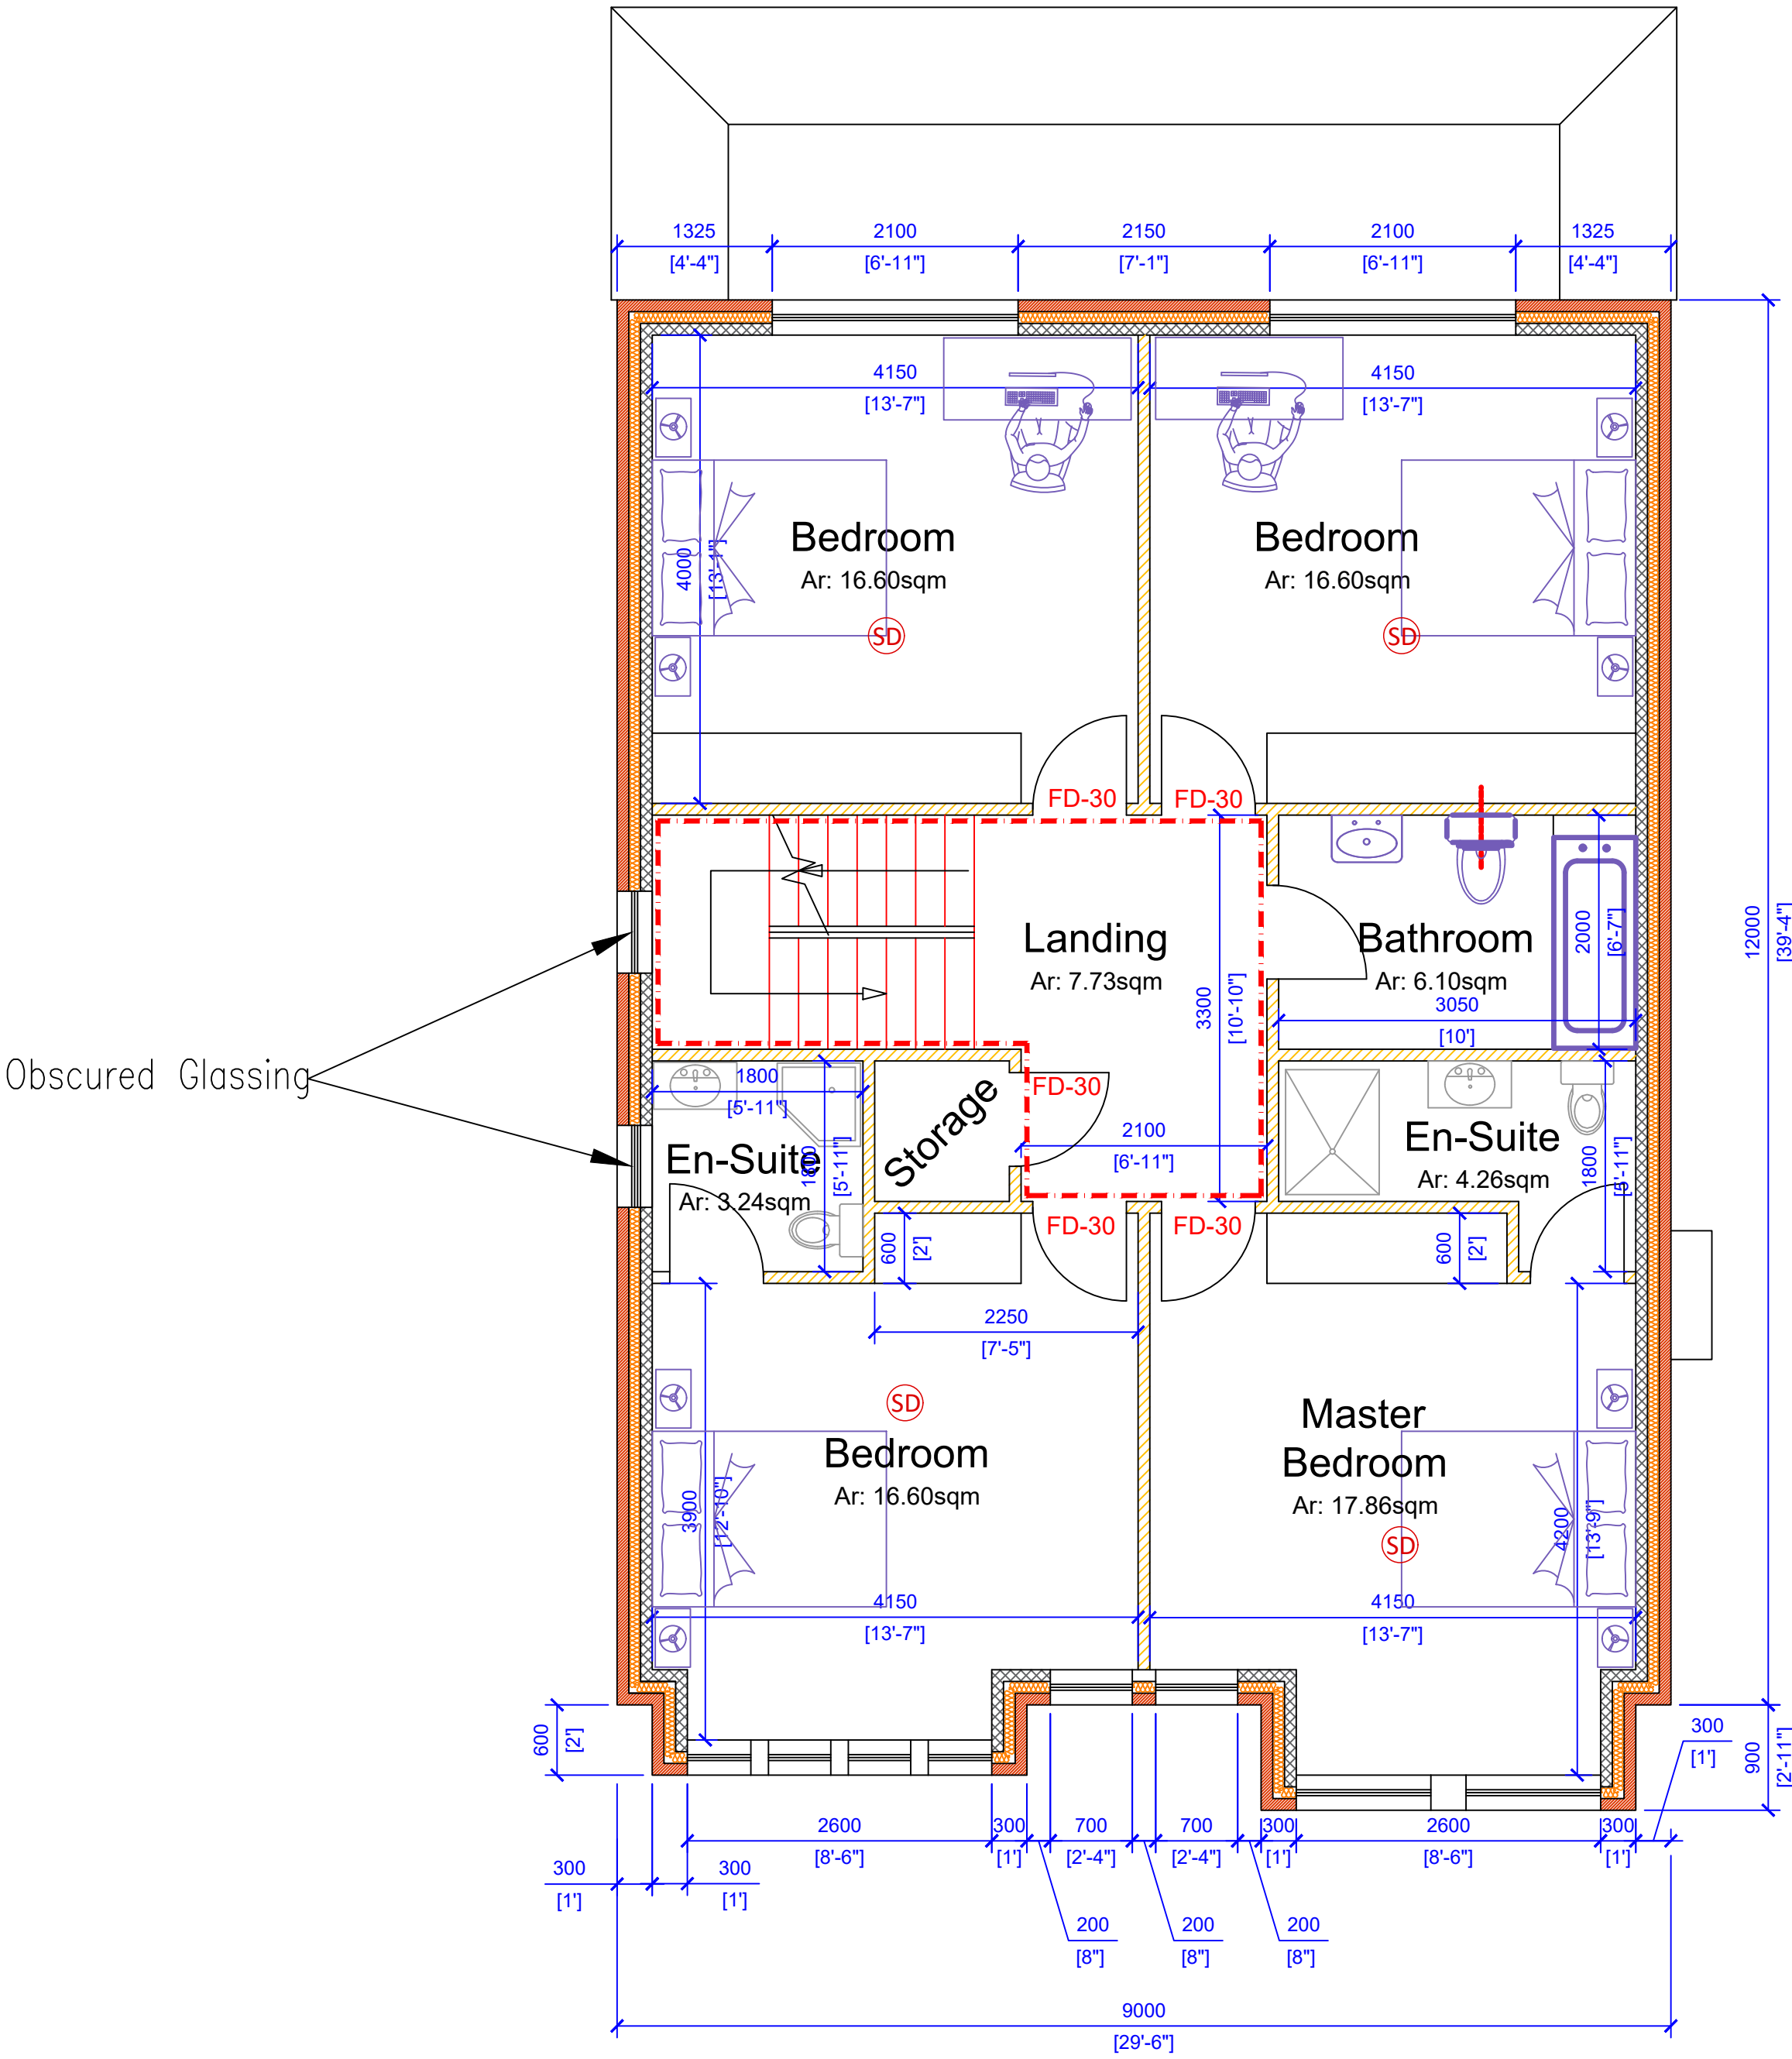 1325 2100 2150 2100 1325
[4'-4"] [6'-11"] [7'-1"] [6'-11"] [4'-4"]
4150 4150
[13'-7"] [13'-7"]
Bedroom
Ar: 16.60sqm
SD
4000
[13'-1"]
Bedroom
Ar: 16.60sqm
SD
FD-30 FD-30
Landing
Ar: 7.73sqm
3300
[10'-10"]
Bathroom
Ar: 6.10sqm
3050
[10']
2000
[6'-7"]
12000
[39'-4"]
Obscured Glassing
1800
[5'-11"]
En-Suite
Ar: 3.24sqm
1800
[5'-11"]
Storage
FD-30
2100
[6'-11"]
En-Suite
Ar: 4.26sqm
1800
[5'-11"]
FD-30 FD-30
600
[2']
600
[2']
2250
[7'-5"]
SD
Bedroom
Ar: 16.60sqm
3900
[12'-10"]
4150
[13'-7"]
Master
Bedroom
Ar: 17.86sqm
SD
4200
[13'-9"]
4150
[13'-7"]
600
[2']
300
[1']
900
[2'-11"]
2600 300 700 700 300 2600 300
[8'-6"] [1'] [2'-4"] [2'-4"] [1'] [8'-6"] [1']
300 300
[1'] [1']
200 200 200
[8"] [8"] [8"]
9000
[29'-6"]